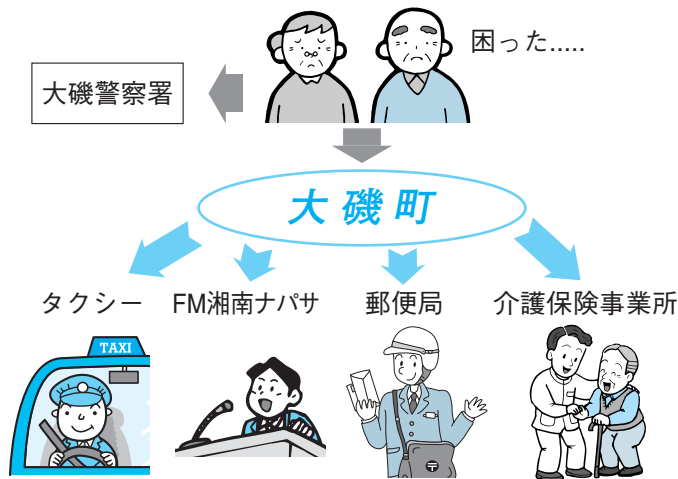 困った.....
大磯警察署
大磯町
タクシー
FM湘南ナパサ
郵便局
介護保険事業所
TAXI
〒